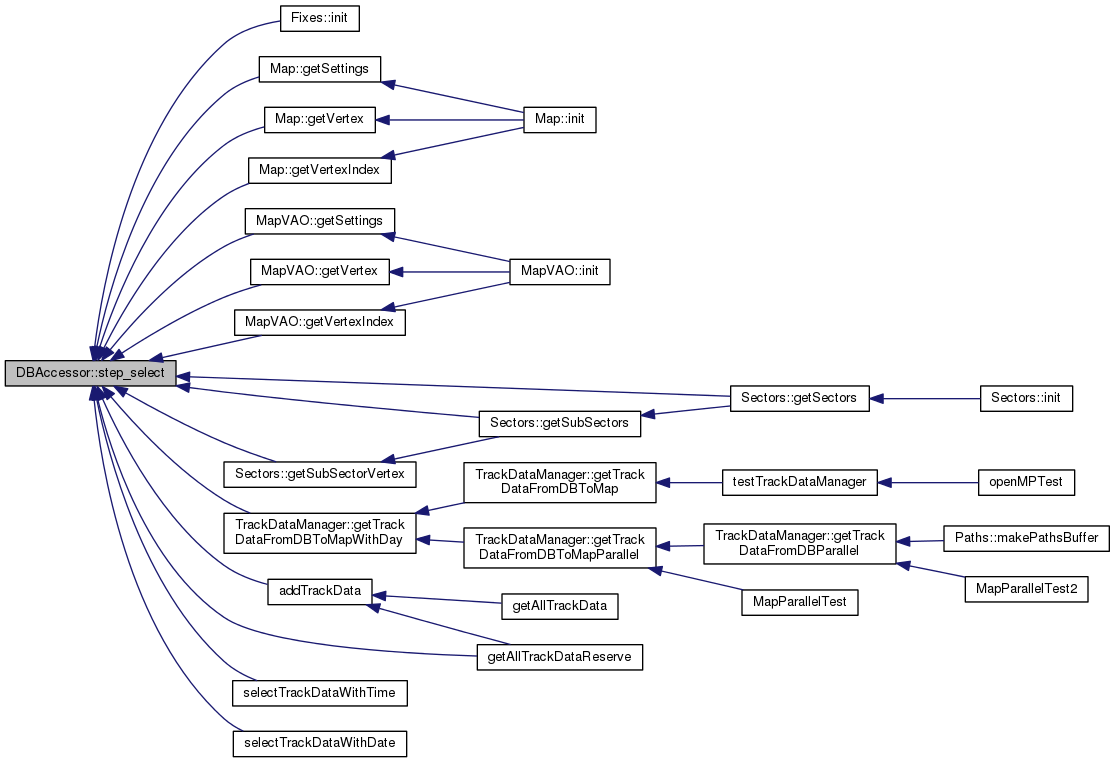 Fixes::init
Map::getSettings
Map::getVertex
Map::init
Map::getVertexIndex
MapVAO::getSettings
MapVAO::getVertex
MapVAO::init
MapVAO::getVertexIndex
DBAccessor::step_select
Sectors::getSectors
Sectors::init
Sectors::getSubSectors
Sectors::getSubSectorVertex
TrackDataManager::getTrack
DataFromDBToMap
testTrackDataManager
openMPTest
TrackDataManager::getTrack
DataFromDBToMapWithDay
TrackDataManager::getTrack
DataFromDBToMapParallel
TrackDataManager::getTrack
DataFromDBParallel
Paths::makePathsBuffer
MapParallelTest2
MapParallelTest
addTrackData
getAllTrackData
getAllTrackDataReserve
selectTrackDataWithTime
selectTrackDataWithDate